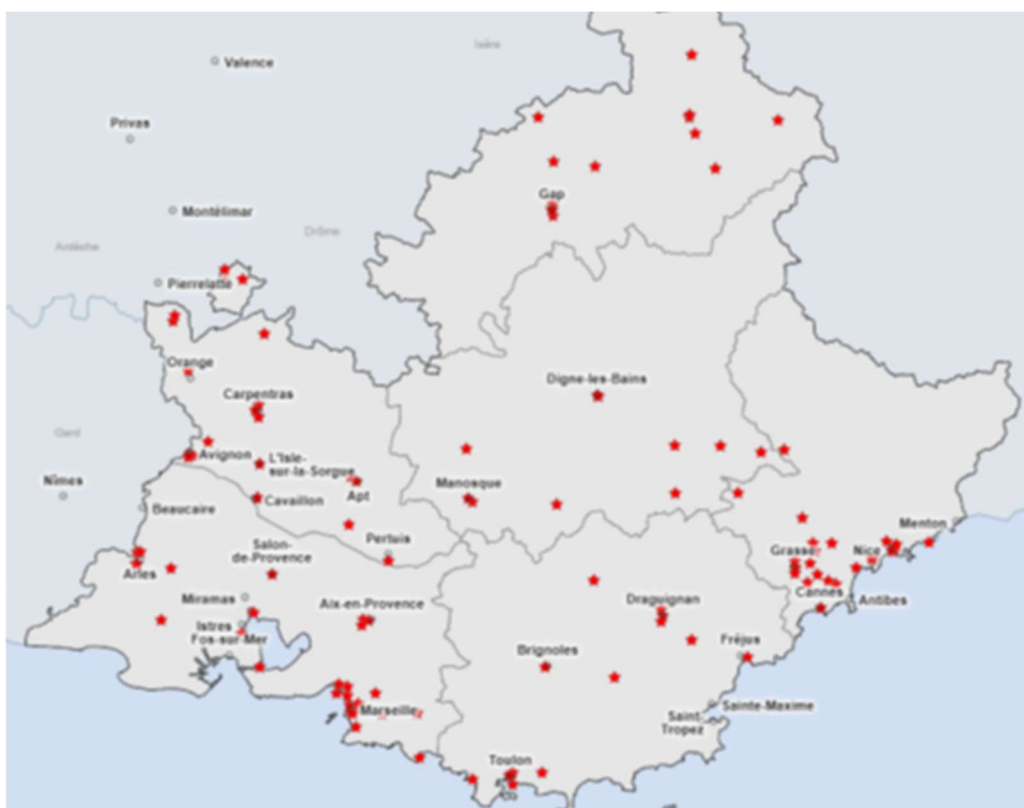 Isère
Valence
Privas
Gap
Montélimar
Drôme
Ardèche
Pierrelatte
Orange
Digne-les-Bains
Carpentras
Gard
Avignon
L'Isle-
sur-la-Sorgue
Nîmes
Manosque
Apt
Cavaillon
Beaucaire
Menton
Pertuis
Salon-
de-Provence
Grasse
Nice
Arles
Cannes
Antibes
Miramas
Aix-en-Provence
Draguignan
Istres
Fos-sur-Mer
Fréjus
Brignoles
Marseille
Sainte-Maxime
Saint-
Tropez
Toulon